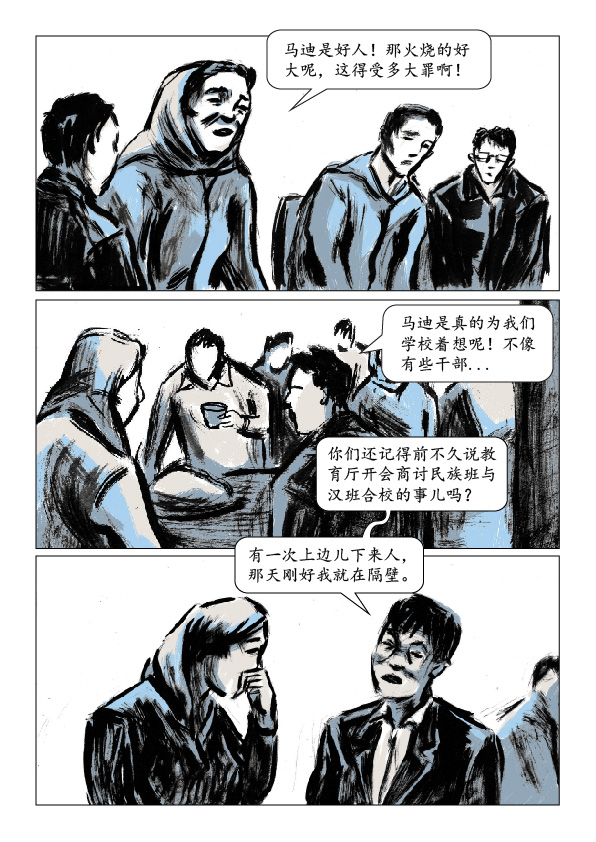 马迪是好人！那火烧的好
大呢，这得受多大罪啊！
马迪是真的为我们
学校着想呢！不像
有些干部...
你们还记得前不久说教
育厅开会商讨民族班与
汉班合校的事儿吗？
有一次上边儿下来人，
那天刚好我就在隔壁。